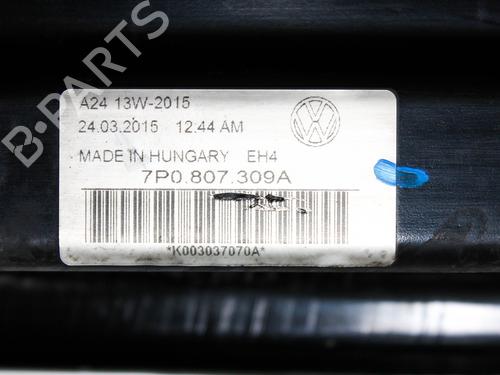 B-PARTS
A24 13W-2015
24.03.2015 12:44 AM
MADE IN HUNGARY EH4
7P0.807.309A
*K003037070A*